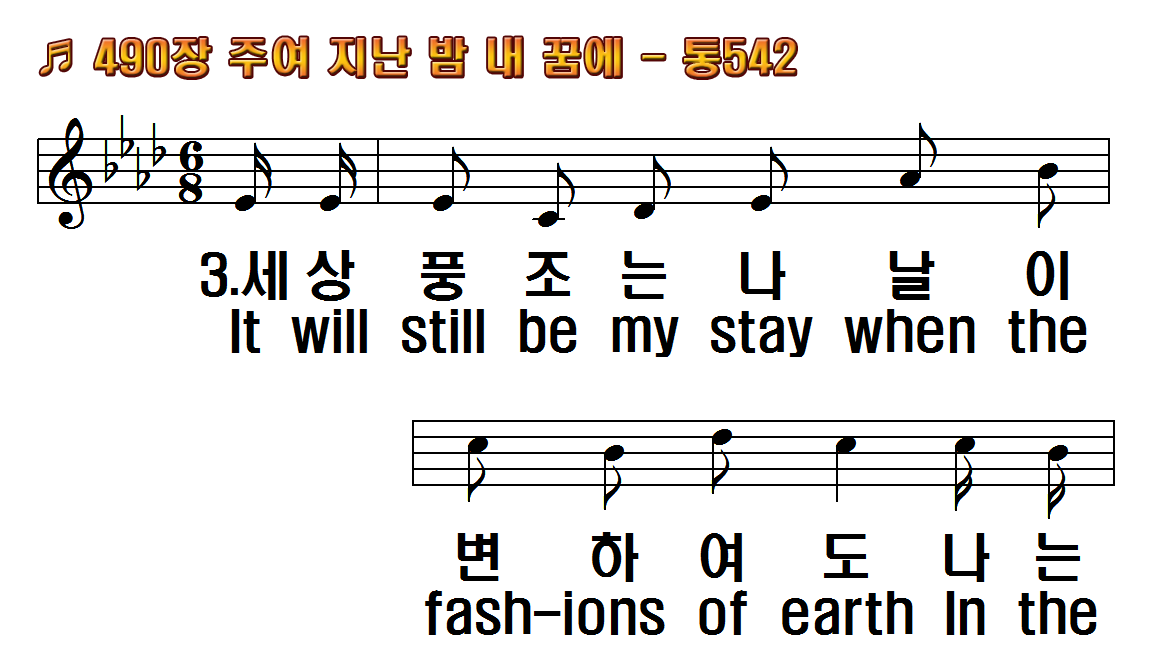 ♬ 490장 주여 지난 밤 내 꿈에 - 통542
6
8
3.세 상 풍 조 는 나 날 이
It will still be my stay when the
변 하 여 도 나 는
fash-ions of earth In the